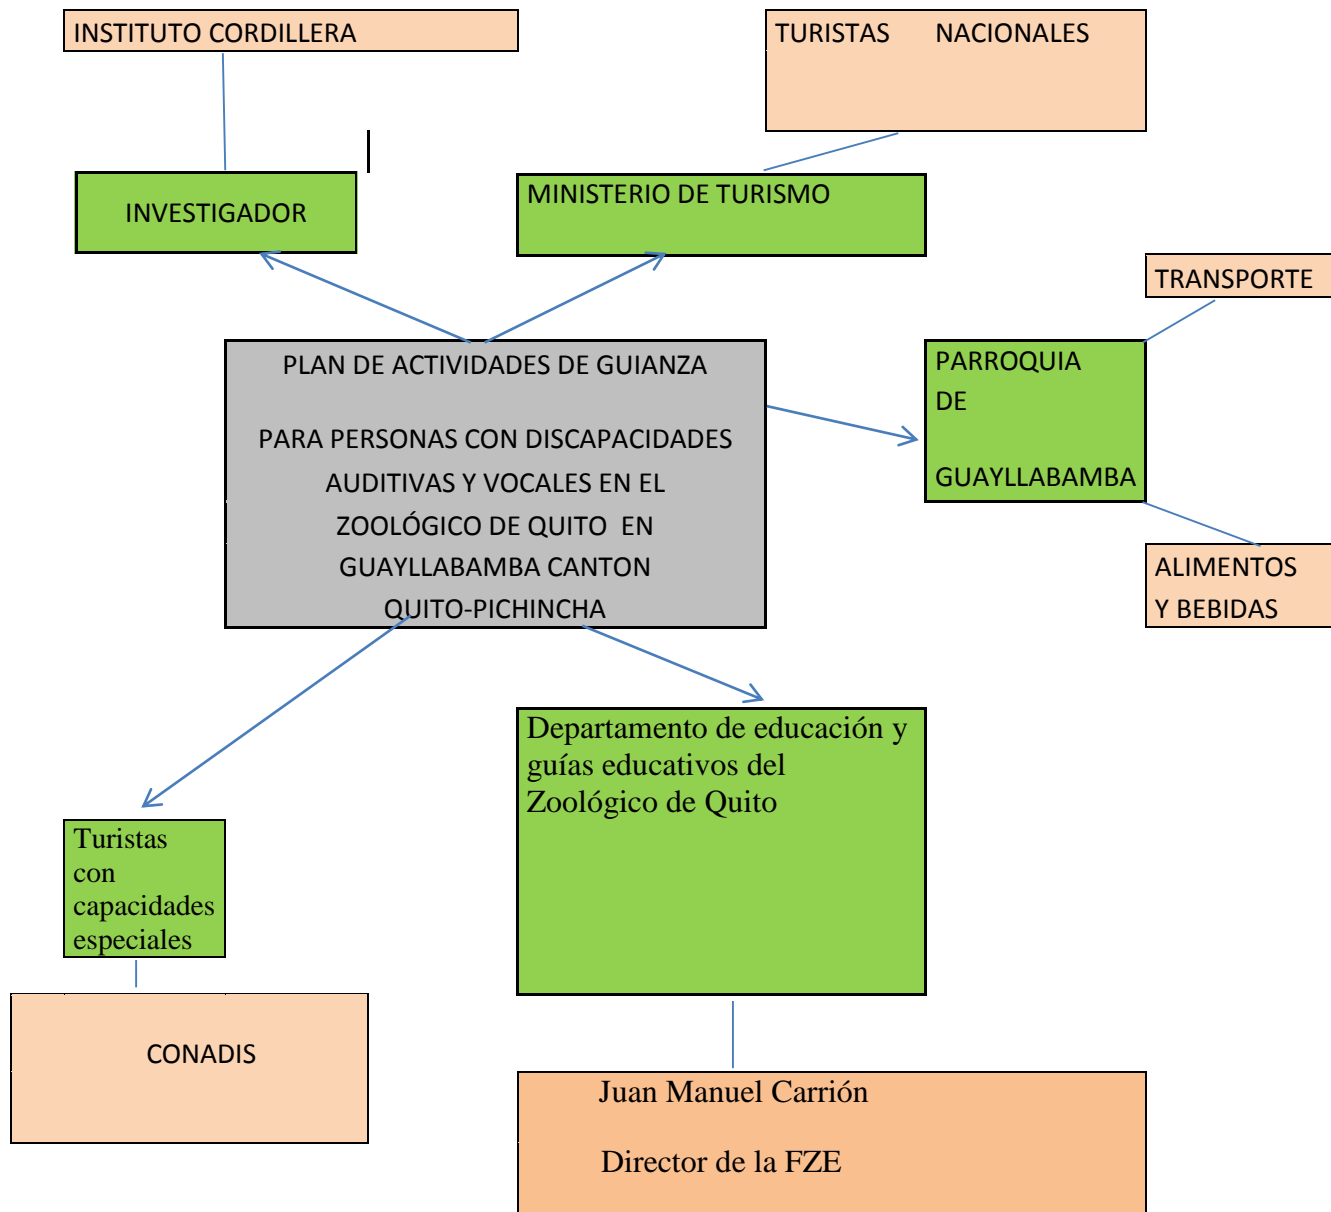 INSTITUTO CORDILLERA
TURISTAS NACIONALES
INVESTIGADOR
MINISTERIO DE TURISMO
TRANSPORTE
PLAN DE ACTIVIDADES DE GUIANZA
PARA PERSONAS CON DISCAPACIDADES
AUDITIVAS Y VOCALES EN EL
ZOOLÓGICO DE QUITO EN
GUAYLLABAMBA CANTON
QUITO-PICHINCHA
PARROQUIA
DE
GUAYLLABAMBA
ALIMENTOS
Y BEBIDAS
Departamento de educación y
guías educativos del
Zoológico de Quito
Turistas
con
capacidades
especiales
CONADIS
Juan Manuel Carrión
Director de la FZE